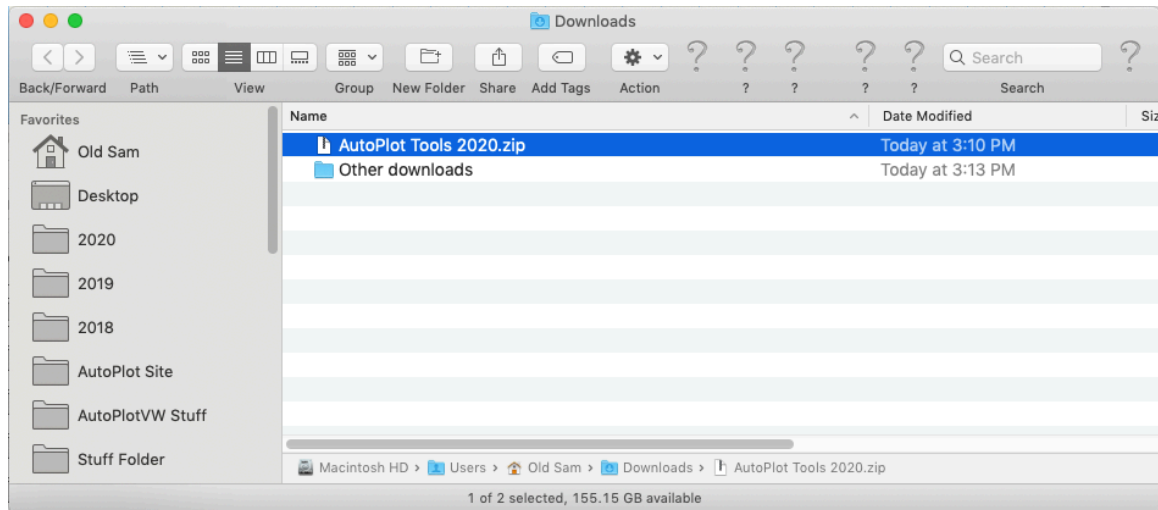 Downloads
? ? ? ? ? Search ?
Back/Forward Path View Group New Folder Share Add Tags Action ? ? ? ? Search
Favorites
Old Sam
Desktop
2020
2019
2018
AutoPlot Site
AutoPlotVW Stuff
Stuff Folder
Name Date Modified Siz
AutoPlot Tools 2020.zip Today at 3:10 PM
Other downloads Today at 3:13 PM
Macintosh HD › Users › Old Sam › Downloads › AutoPlot Tools 2020.zip
1 of 2 selected, 155.15 GB available